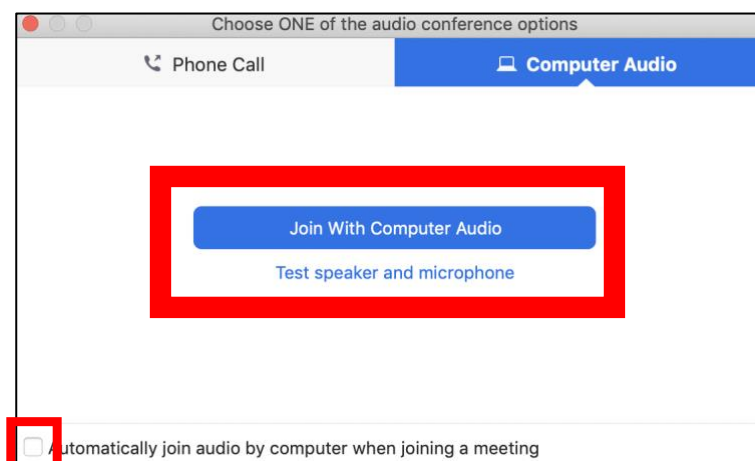 Choose ONE of the audio conference options
Phone Call
Computer Audio
Join With Computer Audio
Test speaker and microphone
Automatically join audio by computer when joining a meeting